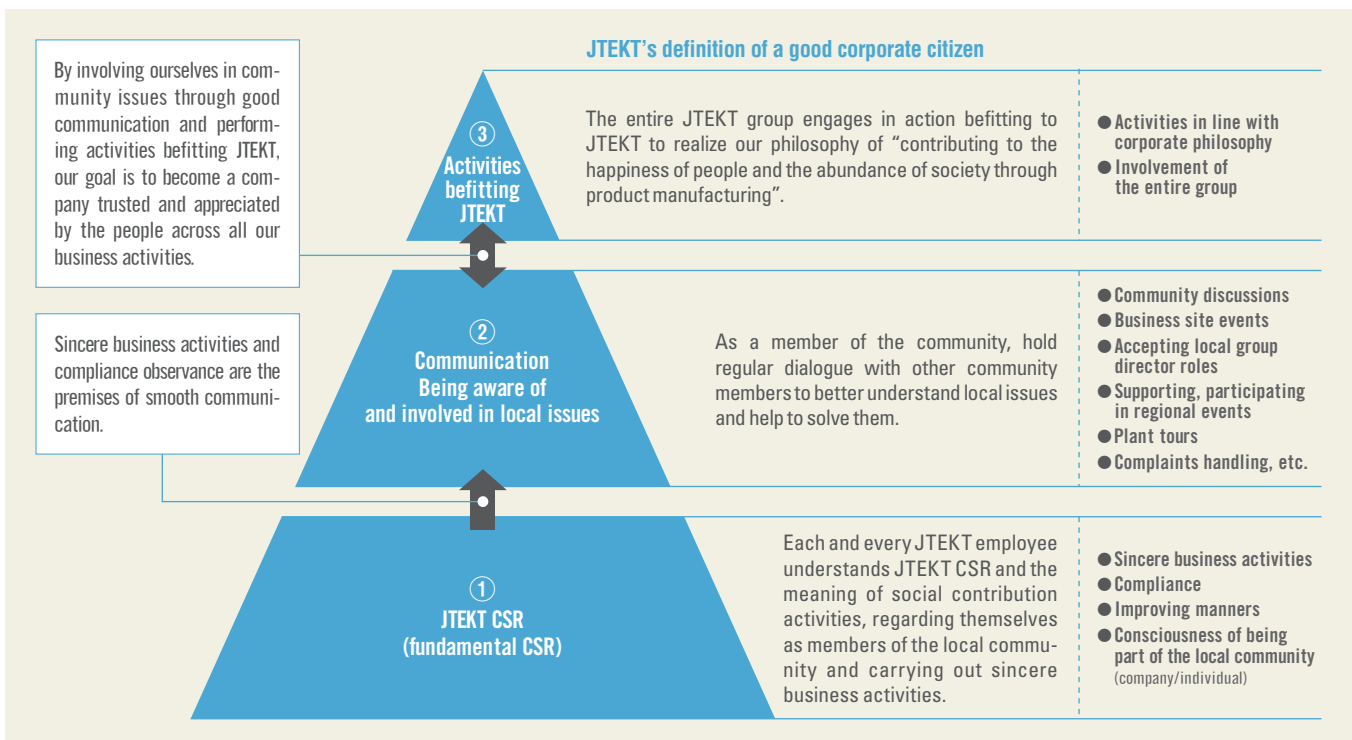 JTEKT’s definition of a good corporate citizen
By involving ourselves in com-
munity issues through good
communication and perform-
ing activities befitting JTEKT,
our goal is to become a com-
pany trusted and appreciated
by the people across all our
business activities.
③
Activities
befitting
JTEKT
The entire JTEKT group engages in action befitting to
JTEKT to realize our philosophy of “contributing to the
happiness of people and the abundance of society through
product manufacturing”.
●Activities in line with
corporate philosophy
●Involvement of
the entire group
Sincere business activities and
compliance observance are the
premises of smooth communi-
cation.
②
Communication
Being aware of
and involved in local issues
As a member of the community, hold
regular dialogue with other community
members to better understand local issues
and help to solve them.
●Community discussions
●Business site events
●Accepting local group
director roles
●Supporting, participating
in regional events
●Plant tours
●Complaints handling, etc.
①
JTEKT CSR
(fundamental CSR)
Each and every JTEKT employee
understands JTEKT CSR and the
meaning of social contribution
activities, regarding themselves
as members of the local commu-
nity and carrying out sincere
business activities.
●Sincere business activities
●Compliance
●Improving manners
●Consciousness of being
part of the local community
(company/individual)